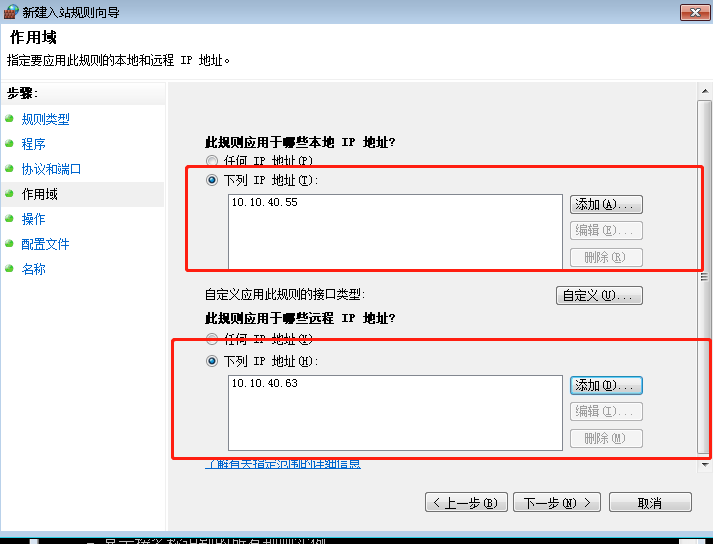 新建入站规则向导
作用域
指定要应用此规则的本地和远程 IP 地址。
步骤:
规则类型
程序
协议和端口
作用域
操作
配置文件
名称
此规则应用于哪些本地 IP 地址?
任何 IP 地址(P)
下列 IP 地址(T):
10.10.40.55
添加(A)...
编辑(E)...
删除(R)
自定义应用此规则的接口类型:
自定义(U)...
此规则应用于哪些远程 IP 地址?
任何 IP 地址(Y)
下列 IP 地址(H):
10.10.40.63
添加(D)...
编辑(I)...
删除(M)
了解有关指定范围的详细信息
< 上一步(B)
下一步(N) >
取消